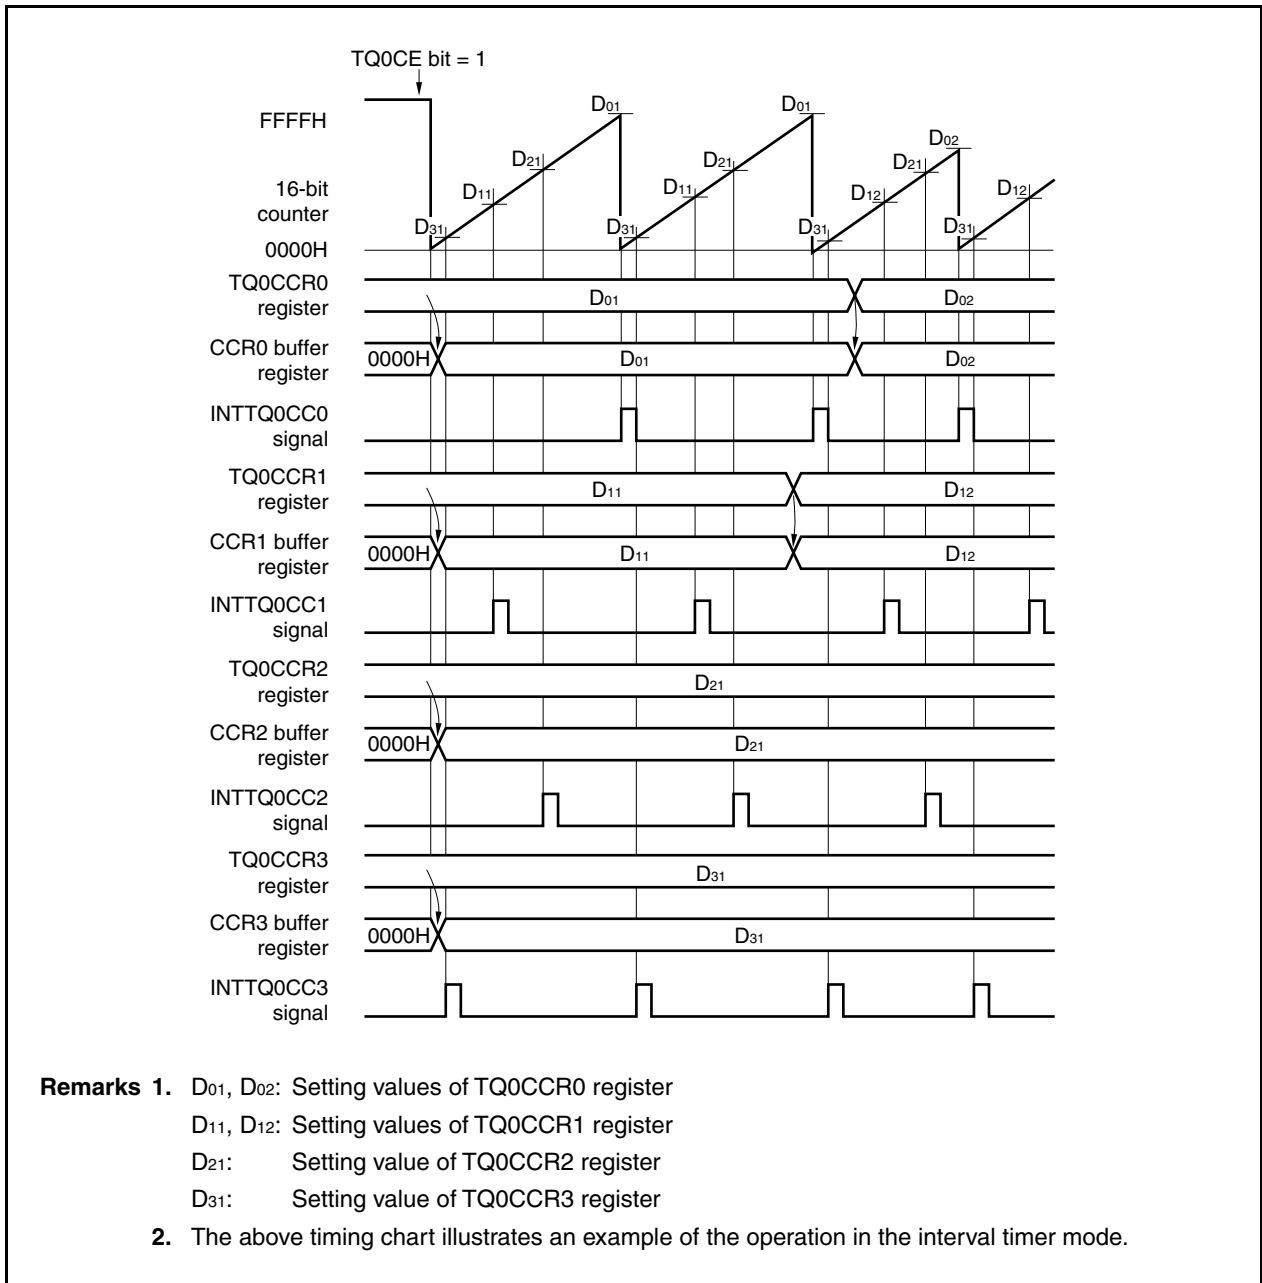 TQ0CE bit = 1
FFFFH
D01 D01
D02
D21 D21 D21
16-bit
counter
D11 D11 D12 D12
D31 D31 D31 D31
0000H
TQ0CCR0
register
D01 D02
CCR0 buffer
register
0000H D01 D02
INTTQ0CC0
signal
TQ0CCR1
register
D11 D12
CCR1 buffer
register
0000H D11 D12
INTTQ0CC1
signal
TQ0CCR2
register
D21
CCR2 buffer
register
0000H D21
INTTQ0CC2
signal
TQ0CCR3
register
D31
CCR3 buffer
register
0000H D31
INTTQ0CC3
signal
Remarks 1. D01, D02: Setting values of TQ0CCR0 register
D11, D12: Setting values of TQ0CCR1 register
D21: Setting value of TQ0CCR2 register
D31: Setting value of TQ0CCR3 register
2. The above timing chart illustrates an example of the operation in the interval timer mode.